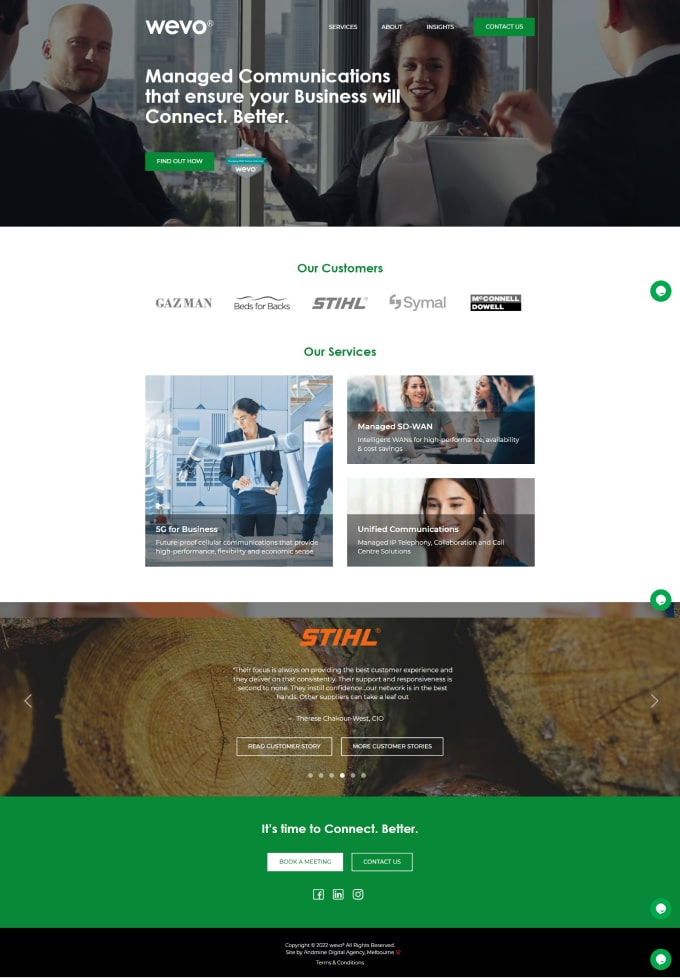 wevo®
SERVICES
ABOUT
INSIGHTS
CONTACT US
Managed Communications
that ensure your Business will
Connect. Better.
FIND OUT HOW
wevo
Our Customers
GAZMAN
Beds for Backs
STIHL®
Symal
McCONNELL
DOWELL
Our Services
5G for Business
Future-proof cellular communications that provide
high-performance, flexibility and economic sense
Managed SD-WAN
Intelligent WANs for high-performance, availability
& cost savings
Unified Communications
Managed IP Telephony, Collaboration and Call
Centre Solutions
STIHL®
"Their focus is always on providing the best customer experience and
they deliver on that consistently. Their support and responsiveness is
second to none. They instill confidence...our network is in the best
hands. Other suppliers can take a leaf out.
– Therese Chakour-West, CIO
READ CUSTOMER STORY
MORE CUSTOMER STORIES
It's time to Connect. Better.
BOOK A MEETING
CONTACT US
Copyright © 2022 wevo® All Rights Reserved.
Site by Andmine Digital Agency, Melbourne
Terms & Conditions